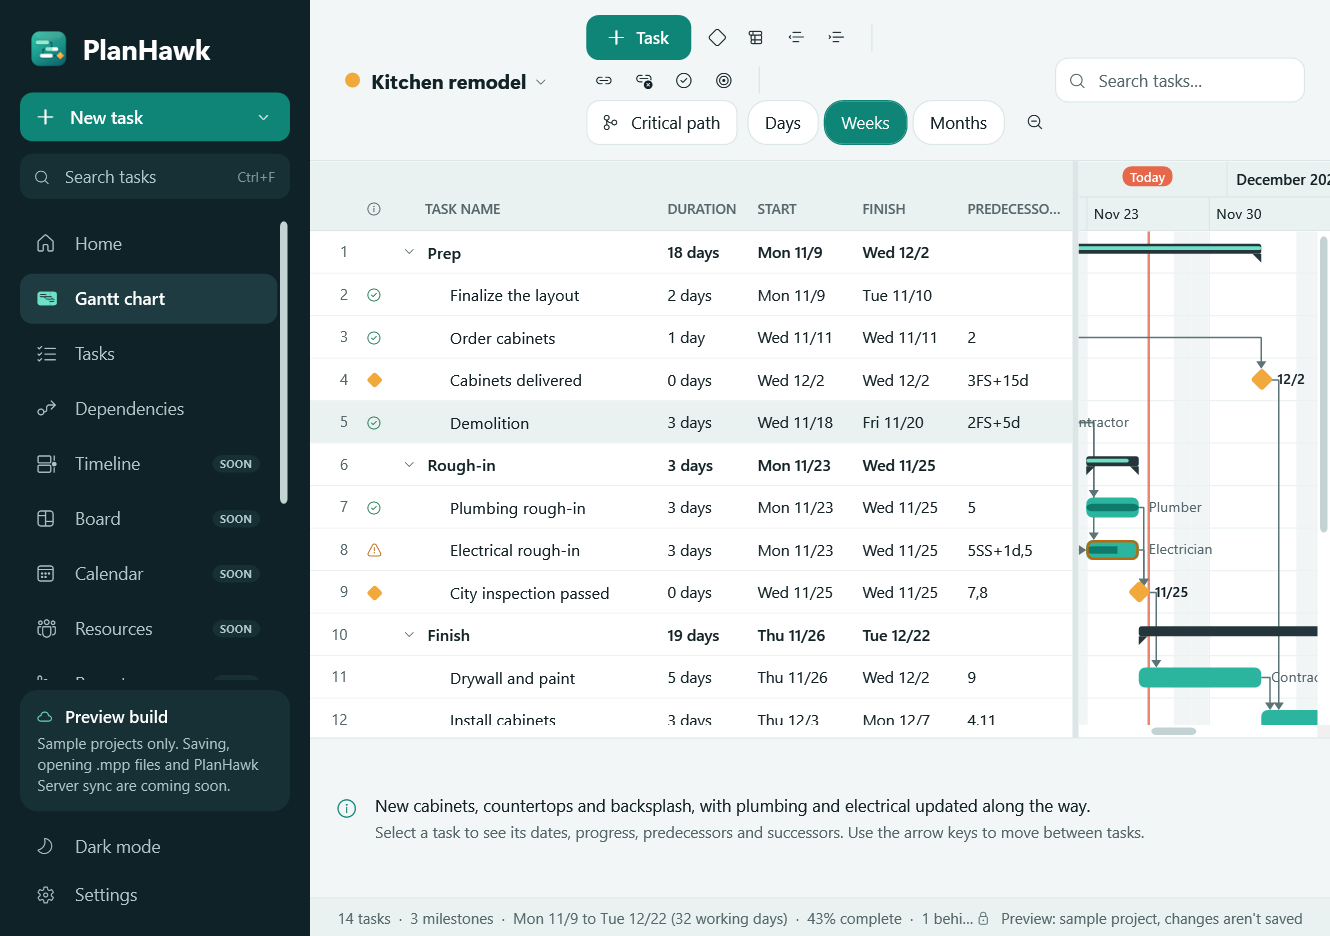 PlanHawk
New task
Search tasks Ctrl+F
Home
Gantt chart
Tasks
Dependencies
Timeline SOON
Board SOON
Calendar SOON
Resources SOON
Preview build
Sample projects only. Saving,
opening .mpp files and PlanHawk
Server sync are coming soon.
Dark mode
Settings
Kitchen remodel
Task
Critical path Days Weeks Months
Search tasks...
TASK NAME DURATION START FINISH PREDECESSO...
1 Prep 18 days Mon 11/9 Wed 12/2
2 Finalize the layout 2 days Mon 11/9 Tue 11/10
3 Order cabinets 1 day Wed 11/11 Wed 11/11 2
4 Cabinets delivered 0 days Wed 12/2 Wed 12/2 3FS+15d
5 Demolition 3 days Wed 11/18 Fri 11/20 2FS+5d
6 Rough-in 3 days Mon 11/23 Wed 11/25
7 Plumbing rough-in 3 days Mon 11/23 Wed 11/25 5
8 Electrical rough-in 3 days Mon 11/23 Wed 11/25 5SS+1d,5
9 City inspection passed 0 days Wed 11/25 Wed 11/25 7,8
10 Finish 19 days Thu 11/26 Tue 12/22
11 Drywall and paint 5 days Thu 11/26 Wed 12/2 9
12 Install cabinets 3 days Thu 12/3 Mon 12/7 4,11
Today
December 202
Nov 23 Nov 30
12/2
ntractor
Plumber
Electrician
11/25
Contrac
New cabinets, countertops and backsplash, with plumbing and electrical updated along the way.
Select a task to see its dates, progress, predecessors and successors. Use the arrow keys to move between tasks.
14 tasks · 3 milestones · Mon 11/9 to Tue 12/22 (32 working days) · 43% complete · 1 behi... Preview: sample project, changes aren't saved